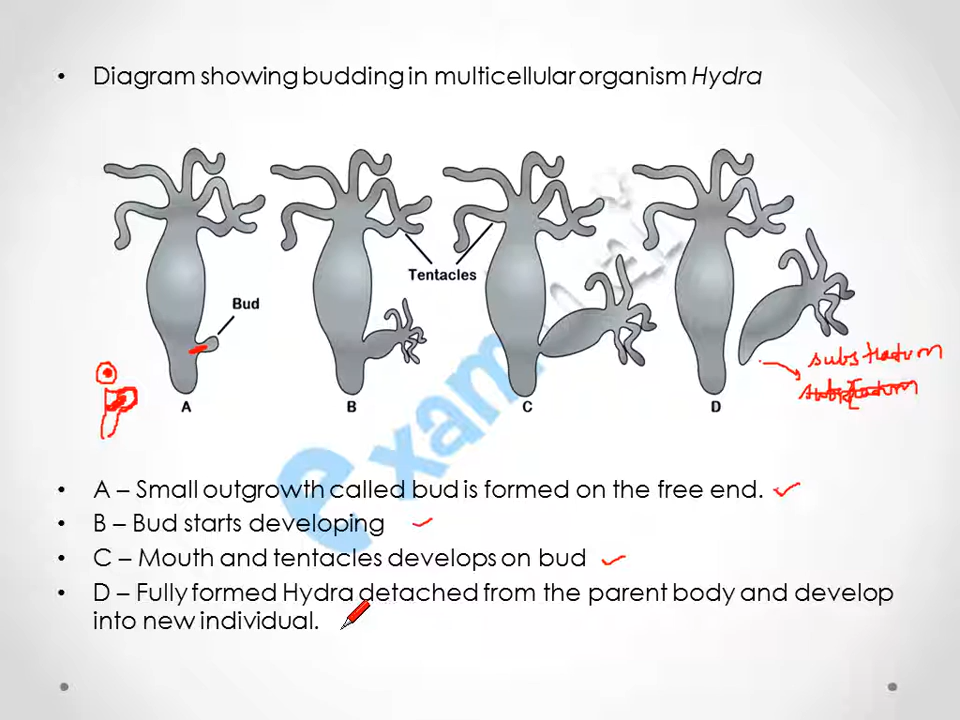 • Diagram showing budding in multicellular organism Hydra
Tentacles
Bud
A
B
C
D
substratum
exam
• A – Small outgrowth called bud is formed on the free end.
• B – Bud starts developing
• C – Mouth and tentacles develops on bud
• D – Fully formed Hydra detached from the parent body and develop
into new individual.